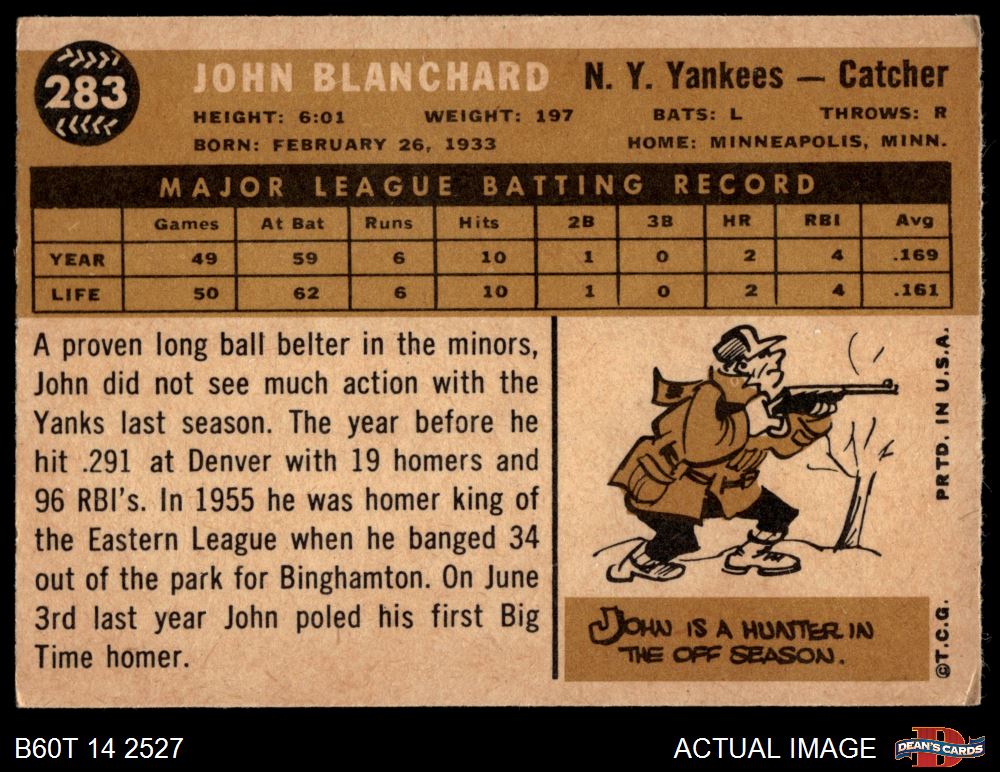 283
JOHN BLANCHARD N. Y. Yankees — Catcher
HEIGHT: 6:01 WEIGHT: 197 BATS: L THROWS: R
BORN: FEBRUARY 26, 1933 HOME: MINNEAPOLIS, MINN.
MAJOR LEAGUE BATTING RECORD
Games At Bat Runs Hits 2B 3B HR RBI Avg
YEAR 49 59 6 10 1 0 2 4 .169
LIFE 50 62 6 10 1 0 2 4 .161
A proven long ball belter in the minors,
John did not see much action with the
Yanks last season. The year before he
hit .291 at Denver with 19 homers and
96 RBI's. In 1955 he was homer king of
the Eastern League when he banged 34
out of the park for Binghamton. On June
3rd last year John poled his first Big
Time homer.
JOHN IS A HUNTER IN
THE OFF SEASON.
©T.C.G. PRTD. IN U.S.A.
B60T 14 2527
ACTUAL IMAGE
DEAN'S CARDS